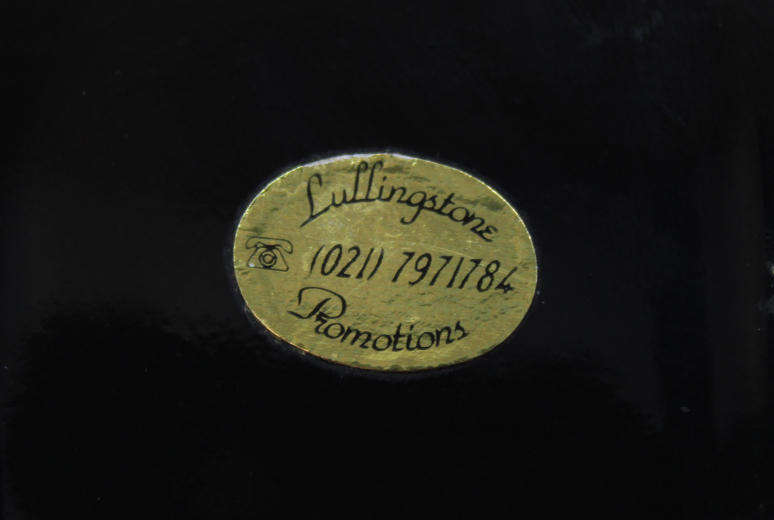 Lullingstone
(021) 7971784
Promotions